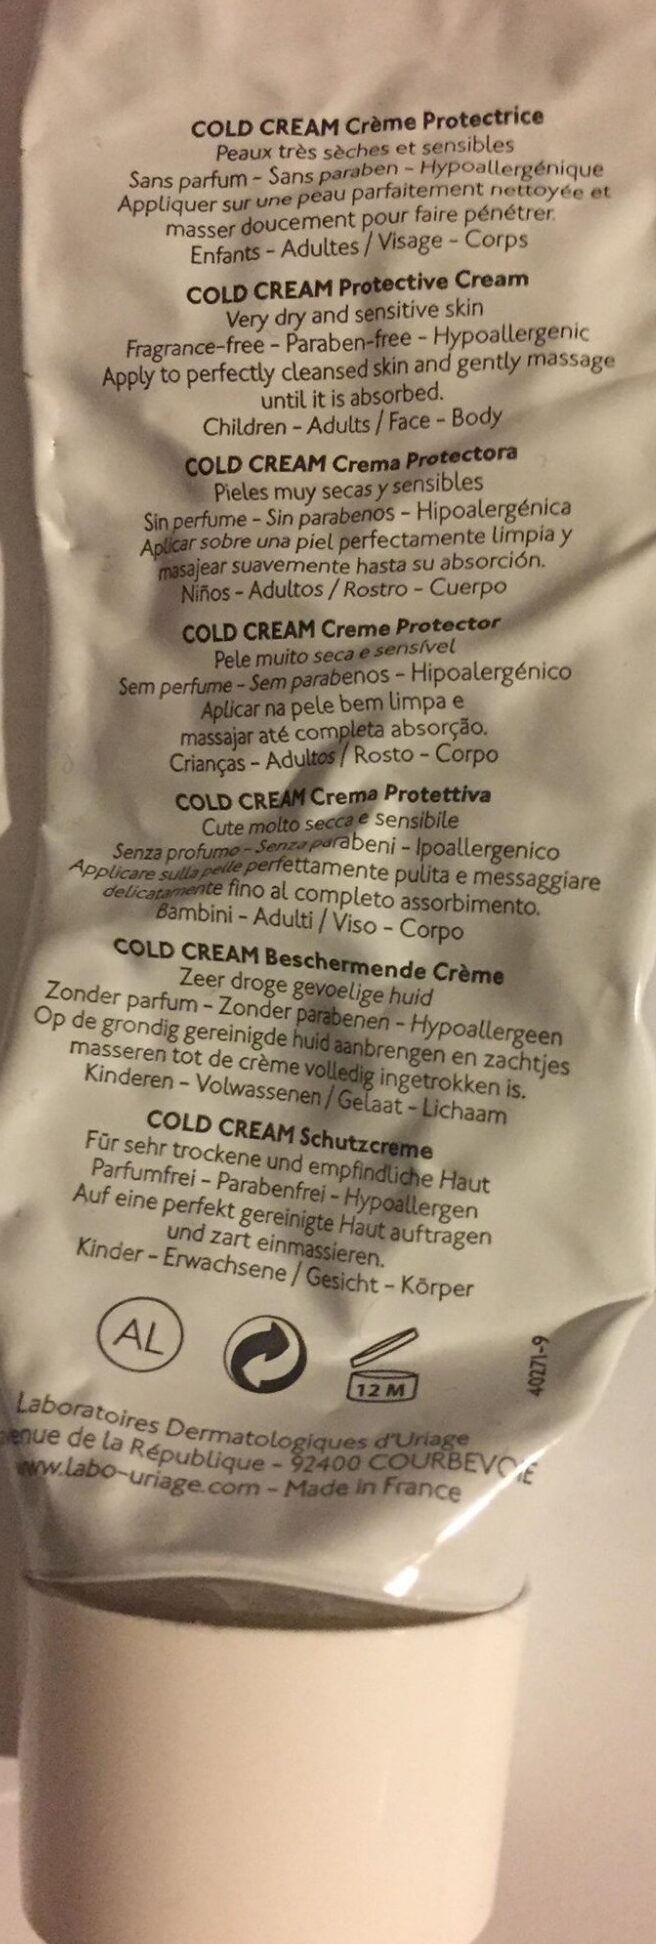 COLD CREAM Crème Protectrice
Peaux très sèches et sensibles
Sans parfum - Sans paraben - Hypoallergénique
Appliquer sur une peau parfaitement nettoyée et
masser doucement pour faire pénétrer.
Enfants - Adultes / Visage - Corps
COLD CREAM Protective Cream
Very dry and sensitive skin
Fragrance-free - Paraben-free - Hypoallergenic
Apply to perfectly cleansed skin and gently massage
until it is absorbed.
Children - Adults / Face - Body
COLD CREAM Crema Protectora
Pieles muy secas y sensibles
Sin perfume - Sin parabenos - Hipoalergénica
Aplicar sobre una piel perfectamente limpia y
masajear suavemente hasta su absorción.
Niños - Adultos / Rostro - Cuerpo
COLD CREAM Creme Protector
Pele muito seca e sensível
Sem perfume - Sem parabenos - Hipoalergénico
Aplicar na pele bem limpa e
massajar até completa absorção.
Crianças - Adultos / Rosto - Corpo
COLD CREAM Crema Protettiva
Cute molto secca e sensibile
Senza profumo - Senza parabeni - Ipoallergenico
Applicare sulla pelle perfettamente pulita e messaggiare
delicatamente fino al completo assorbimento.
Bambini - Adulti / Viso - Corpo
COLD CREAM Beschermende Crème
Zeer droge gevoelige huid
Zonder parfum - Zonder parabenen - Hypoallergeen
Op de grondig gereinigde huid aanbrengen en zachtjes
masseren tot de crème volledig ingetrokken is.
Kinderen - Volwassenen / Gelaat - Lichaam
COLD CREAM Schutzcreme
Für sehr trockene und empfindliche Haut
Parfumfrei - Parabenfrei - Hypoallergen
Auf eine perfekt gereinigte Haut auftragen
und zart einmassieren.
Kinder - Erwachsene / Gesicht - Körper
AL
12 M
40271-9
Laboratoires Dermatologiques d'Uriage
de la République - 92400 COURBEVOIE
www.labo-uriage.com - Made in France